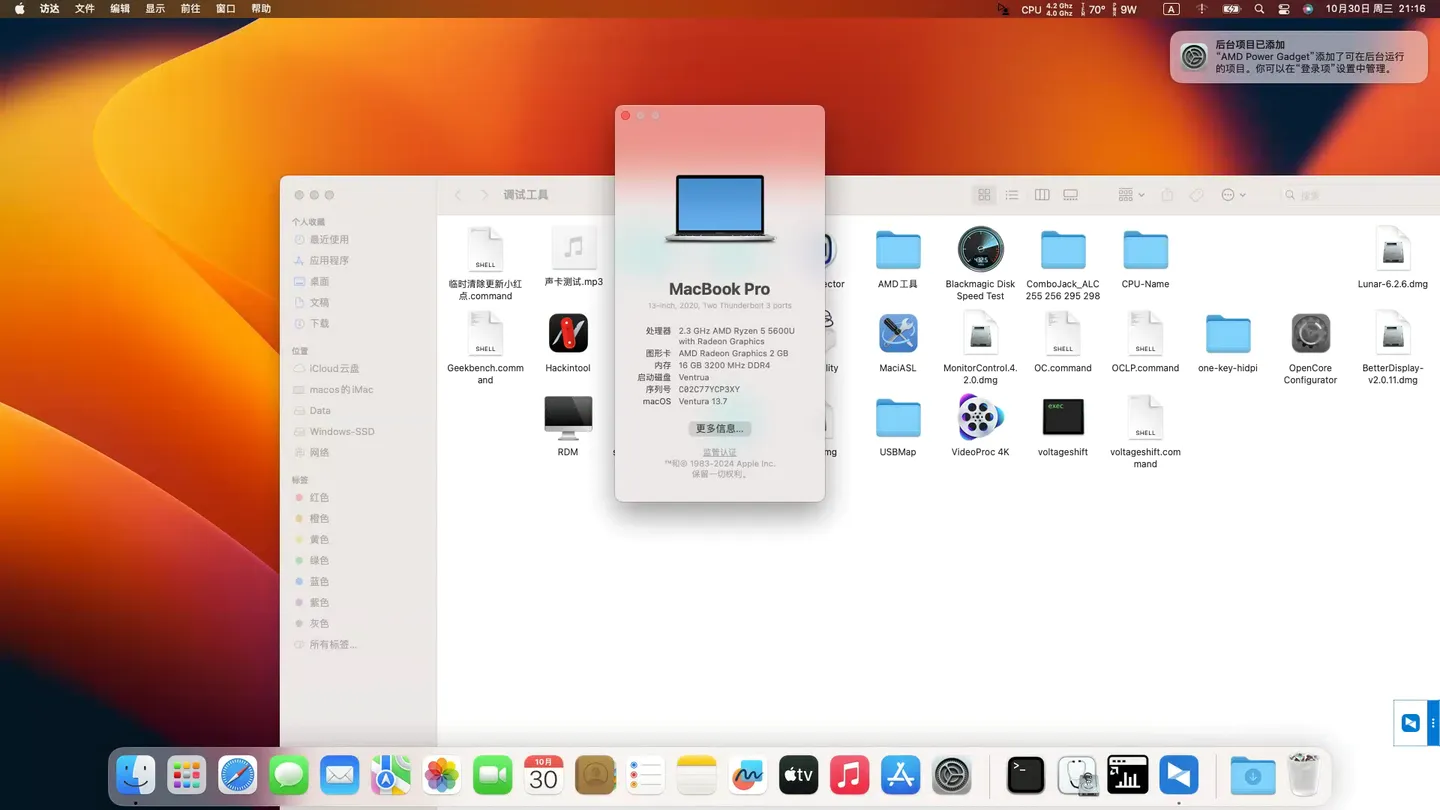 访达 文件 编辑 显示 前往 窗口 帮助
CPU 4.2 Ghz 4.0 Ghz 70° 9W A 10月30日 周三 21:16
后台项目已添加
“AMD Power Gadget”添加了可在后台运行
的项目。你可以在“登录项”设置中管理。
调试工具
搜索
个人收藏
最近使用
应用程序
桌面
文稿
下载
位置
iCloud云盘
macos的iMac
Data
Windows-SSD
网络
标签
红色
橙色
黄色
绿色
蓝色
紫色
灰色
所有标签...
SHELL
临时清除更新小红
点.command
声卡测试.mp3
ector
AMD工具
Blackmagic Disk
Speed Test
ComboJack_ALC
255 256 295 298
CPU-Name
Lunar-6.2.6.dmg
SHELL
Geekbench.comm
and
Hackintool
lity
MaciASL
MonitorControl.4.
2.0.dmg
SHELL
OC.command
SHELL
OCLP.command
one-key-hidpi
OpenCore
Configurator
BetterDisplay-
v2.0.11.dmg
RDM
s
mg
USBMap
VideoProc 4K
exec
voltageshift
SHELL
voltageshift.com
mand
MacBook Pro
13-inch, 2020, Two Thunderbolt 3 ports
处理器 2.3 GHz AMD Ryzen 5 5600U
with Radeon Graphics
图形卡 AMD Radeon Graphics 2 GB
内存 16 GB 3200 MHz DDR4
启动磁盘 Ventrua
序列号 C02C77YCP3XY
macOS Ventura 13.7
更多信息...
监管认证
™和© 1983-2024 Apple Inc.
保留一切权利。
10月
30
tv